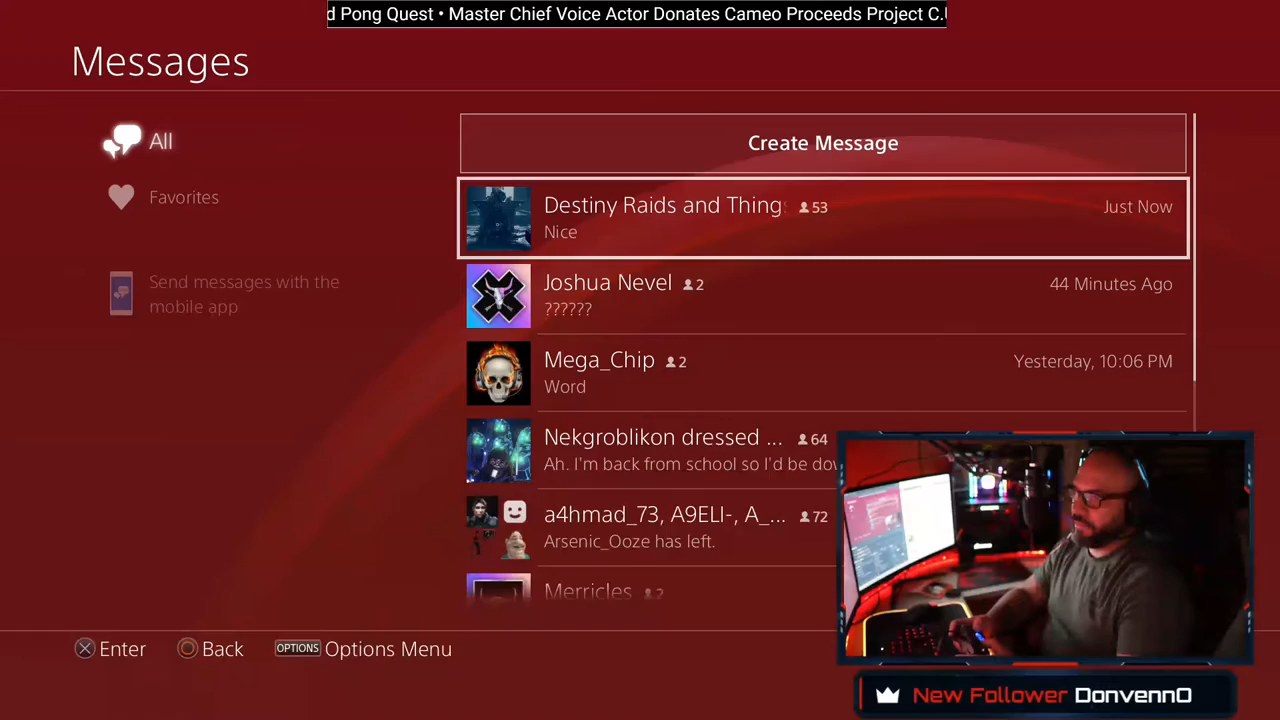 d Pong Quest • Master Chief Voice Actor Donates Cameo Proceeds Project C.
Messages
All
Favorites
Send messages with the
mobile app
Create Message
Destiny Raids and Things 53 Just Now
Nice
Joshua Nevel 2 44 Minutes Ago
??????
Mega_Chip 2 Yesterday, 10:06 PM
Word
Nekgroblikon dressed ... 64
Ah. I'm back from school so I'd be dow
a4hmad_73, A9ELI-, A_... 72
Arsenic_Ooze has left.
Merricles 2
Enter Back OPTIONS Options Menu
New Follower DonvennO